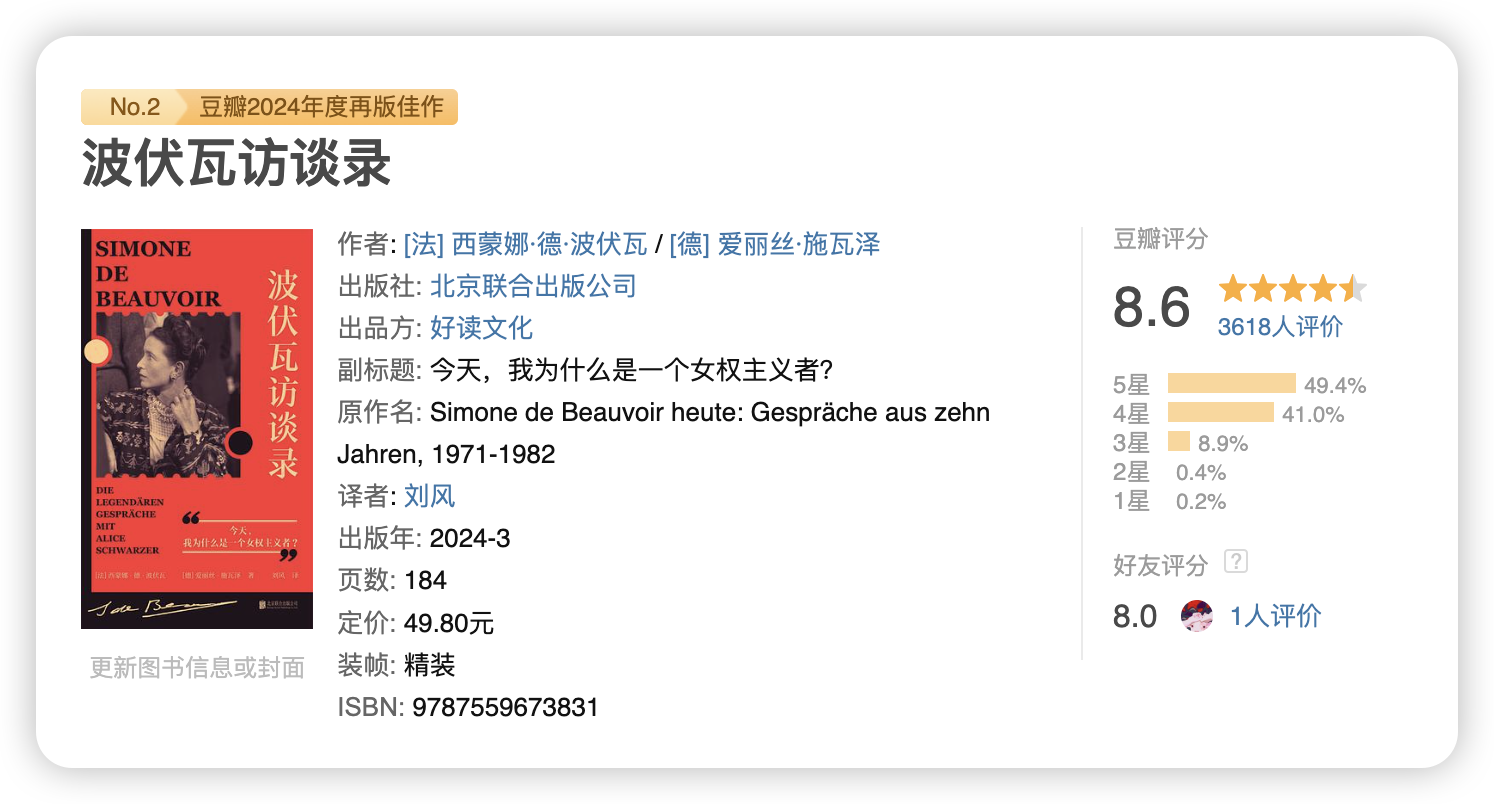 No.2 豆瓣2024年度再版佳作
波伏瓦访谈录
SIMONE
DE
BEAUVOIR
波伏瓦访谈录
DIE
LEGENDÄREN
GESPRÄCHE
MIT
ALICE
SCHWARZER
“
今天，
我为什么是一个女权主义者？
”
[法] 西蒙娜·德·波伏瓦 [德] 爱丽丝·施瓦泽 著 刘风 译
北京联合出版公司
更新图书信息或封面
作者: [法] 西蒙娜·德·波伏瓦 / [德] 爱丽丝·施瓦泽
出版社: 北京联合出版公司
出品方: 好读文化
副标题: 今天，我为什么是一个女权主义者？
原作名: Simone de Beauvoir heute: Gespräche aus zehn
Jahren, 1971-1982
译者: 刘风
出版年: 2024-3
页数: 184
定价: 49.80元
装帧: 精装
ISBN: 9787559673831
豆瓣评分
8.6
3618人评价
5星 49.4%
4星 41.0%
3星 8.9%
2星 0.4%
1星 0.2%
好友评分 ?
8.0 1人评价